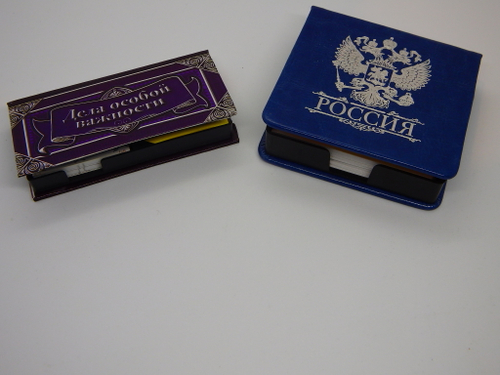 Дела особой
важности
РОССИЯ